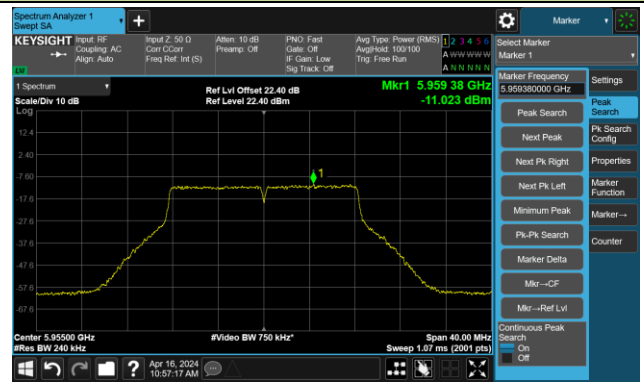 Spectrum Analyzer 1
Swept SA
Marker
KEYSIGHT Input: RF Input Z: 50 Ω Atten: 10 dB PNO: Fast Avg Type: Power (RMS) 1 2 3 4 5 6
Coupling: AC Corr CCorr Preamp: Off Gate: Off Avg|Hold: 100/100 A W W W W W
Align: Auto Freq Ref: Int (S) IF Gain: Low Trig: Free Run
Sig Track: Off A N N N N N
Select Marker
Marker 1
1 Spectrum
Scale/Div 10 dB
Ref Lvl Offset 22.40 dB
Ref Level 22.40 dBm
Mkr1 5.959 38 GHz
-11.023 dBm
Log
12.4
2.40
-7.60
-17.6
-27.6
-37.6
-47.6
-57.6
-67.6
1
Center 5.95500 GHz
#Res BW 240 kHz
#Video BW 750 kHz*
Span 40.00 MHz
Sweep 1.07 ms (2001 pts)
Marker Frequency
5.959380000 GHz
Peak Search
Next Peak
Next Pk Right
Next Pk Left
Minimum Peak
Pk-Pk Search
Marker Delta
Mkr→CF
Mkr→Ref Lvl
Continuous Peak
Search
On
Off
Settings
Peak
Search
Pk Search
Config
Properties
Marker
Function
Marker→
Counter
Apr 16, 2024
10:57:17 AM